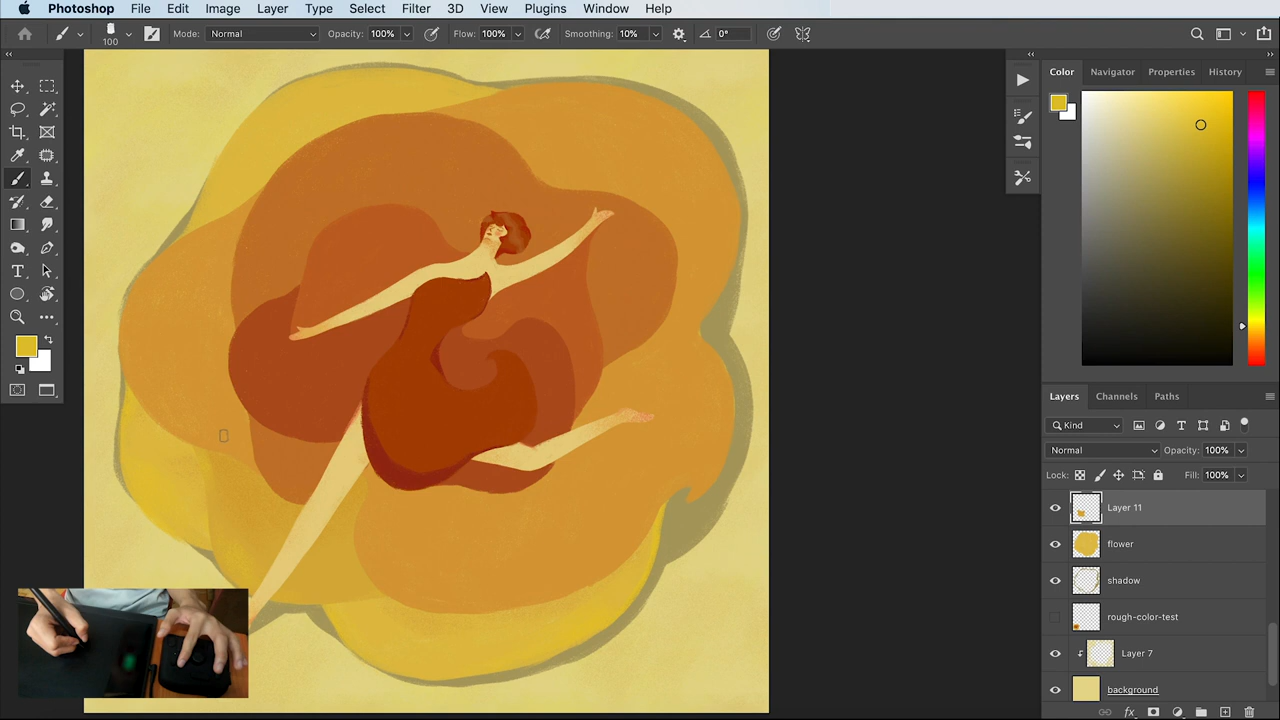 Photoshop File Edit Image Layer Type Select Filter 3D View Plugins Window Help
100 Mode: Normal Opacity: 100% Flow: 100% Smoothing: 10% 0°
Color Navigator Properties History
Layers Channels Paths
Kind
Normal Opacity: 100%
Lock: Fill: 100%
Layer 11
flower
shadow
rough-color-test
Layer 7
background